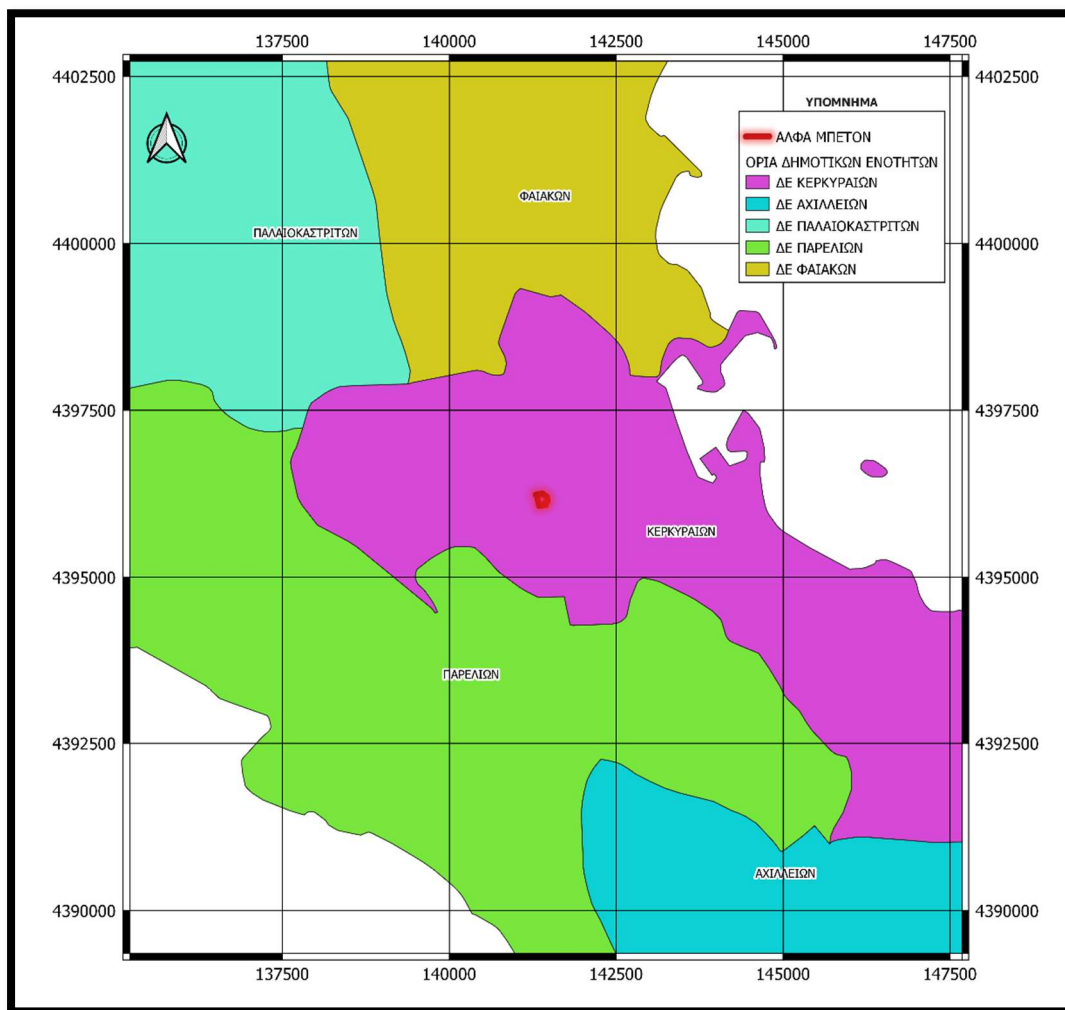 137500 140000 142500 145000 147500
4402500 4402500
ΥΠΟΜΝΗΜΑ
ΑΛΦΑ ΜΠΕΤΟΝ
ΟΡΙΑ ΔΗΜΟΤΙΚΩΝ ΕΝΟΤΗΤΩΝ
ΔΕ ΚΕΡΚΥΡΑΙΩΝ
ΔΕ ΑΧΙΛΛΕΙΩΝ
ΔΕ ΠΑΛΑΙΟΚΑΣΤΡΙΤΩΝ
ΔΕ ΠΑΡΕΛΙΩΝ
ΔΕ ΦΑΙΑΚΩΝ
ΦΑΙΑΚΩΝ
ΠΑΛΑΙΟΚΑΣΤΡΙΤΩΝ
4400000 4400000
4397500 4397500
ΚΕΡΚΥΡΑΙΩΝ
4395000 4395000
ΠΑΡΕΛΙΩΝ
4392500 4392500
ΑΧΙΛΛΕΙΩΝ
4390000 4390000
137500 140000 142500 145000 147500